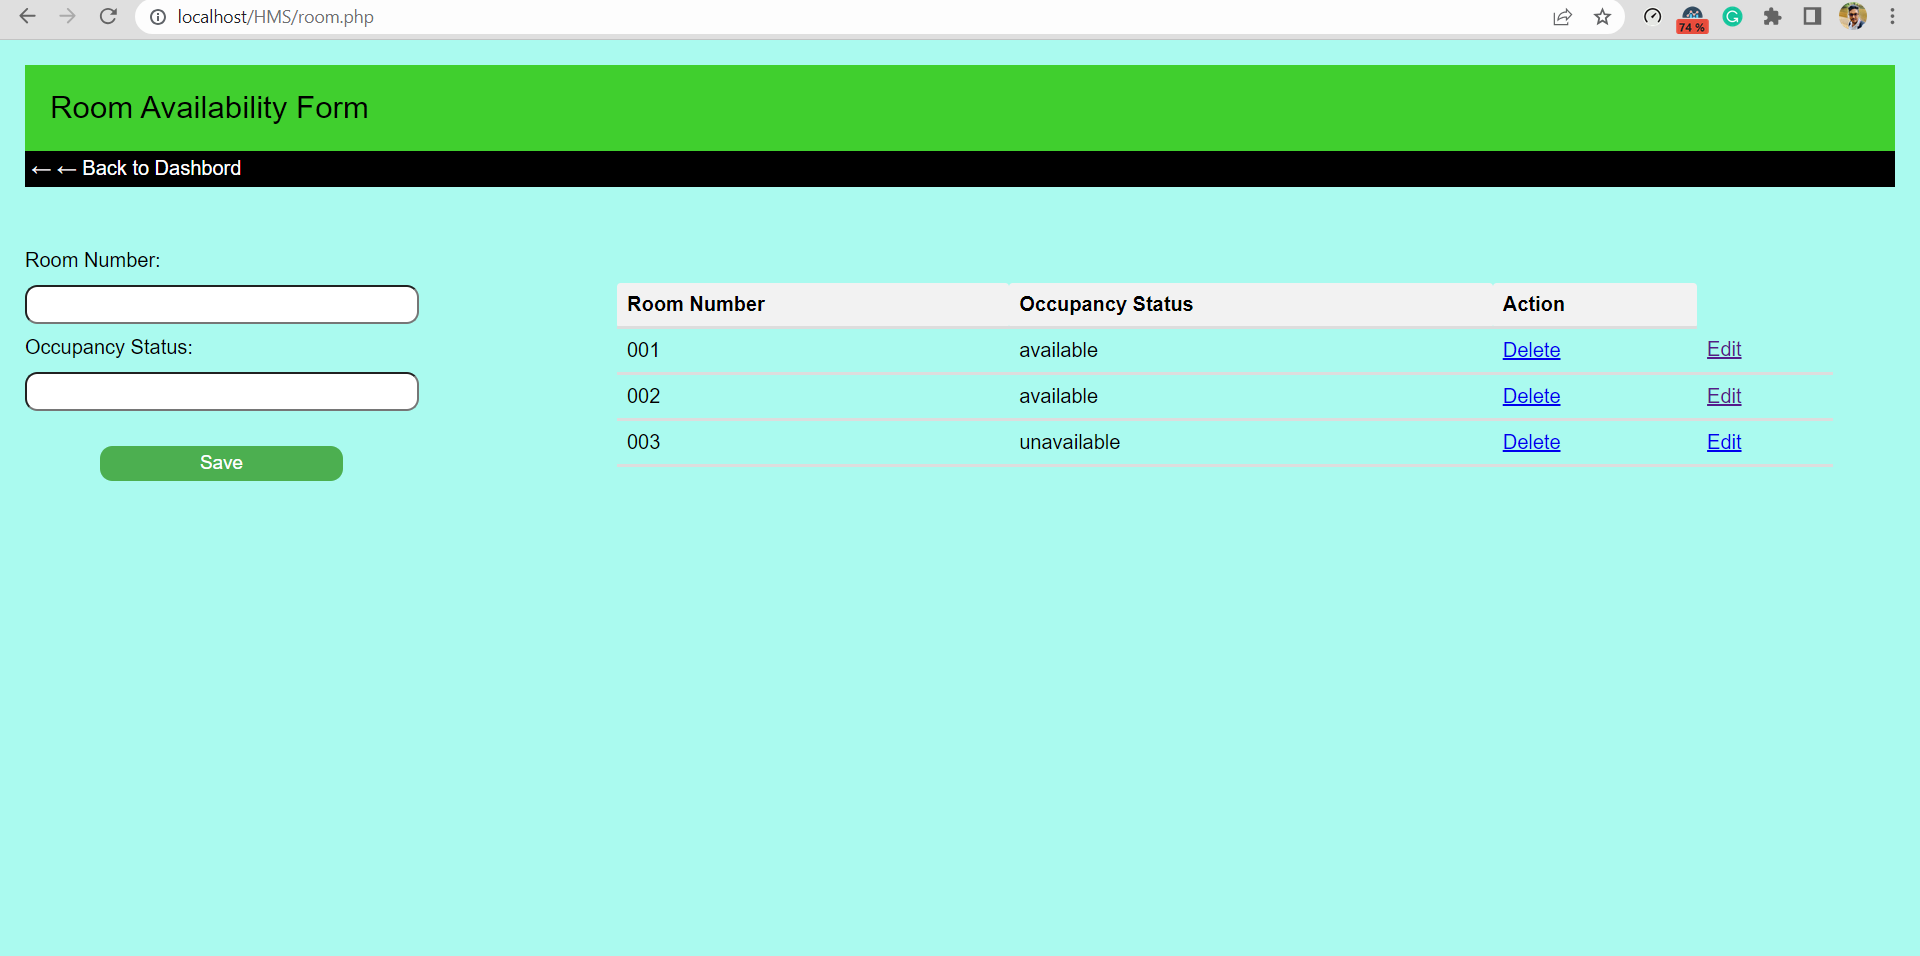 localhost/HMS/room.php
74 %
Room Availability Form
←← Back to Dashbord
Room Number:
Occupancy Status:
Save
Room Number Occupancy Status Action
001 available Delete Edit
002 available Delete Edit
003 unavailable Delete Edit